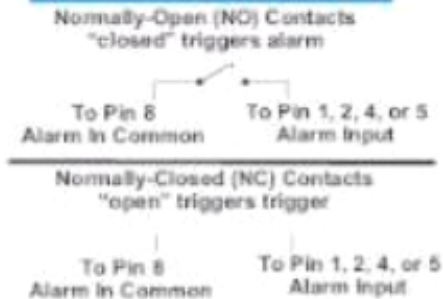 Normally-Open (NO) Contacts
"closed" triggers alarm
To Pin 8
Alarm In Common
To Pin 1, 2, 4, or 5
Alarm Input
Normally-Closed (NC) Contacts
"open" triggers trigger
To Pin 8
Alarm In Common
To Pin 1, 2, 4, or 5
Alarm Input